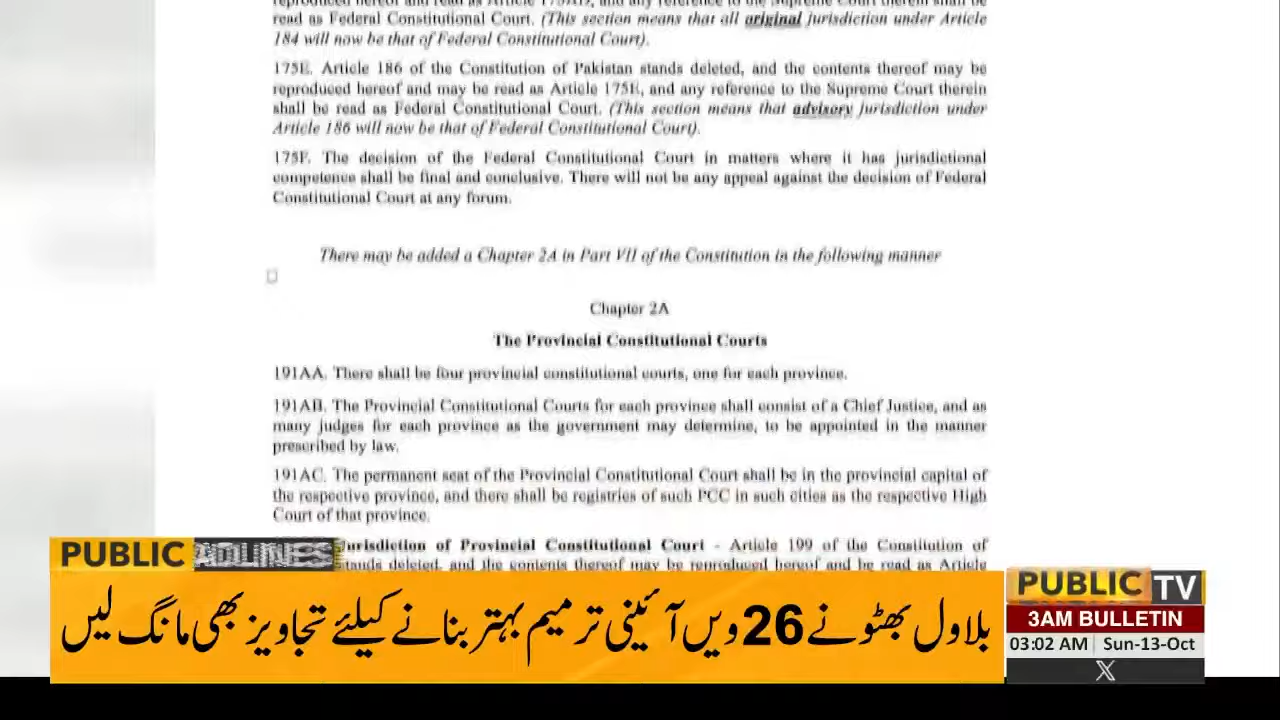 reproduced hereof and read as Article 175AD, and any reference to the Supreme Court therein shall be
read as Federal Constitutional Court. (This section means that all original jurisdiction under Article
184 will now be that of Federal Constitutional Court).
175E. Article 186 of the Constitution of Pakistan stands deleted, and the contents thereof may be
reproduced hereof and may be read as Article 175E, and any reference to the Supreme Court therein
shall be read as Federal Constitutional Court. (This section means that advisory jurisdiction under
Article 186 will now be that of Federal Constitutional Court).
175F. The decision of the Federal Constitutional Court in matters where it has jurisdictional
competence shall be final and conclusive. There will not be any appeal against the decision of Federal
Constitutional Court at any forum.
There may be added a Chapter 2A in Part VII of the Constitution in the following manner
Chapter 2A
The Provincial Constitutional Courts
191AA. There shall be four provincial constitutional courts, one for each province.
191AB. The Provincial Constitutional Courts for each province shall consist of a Chief Justice, and as
many judges for each province as the government may determine, to be appointed in the manner
prescribed by law.
191AC. The permanent seat of the Provincial Constitutional Court shall be in the provincial capital of
the respective province, and there shall be registries of such PCC in such cities as the respective High
Court of that province.
Jurisdiction of Provincial Constitutional Court - Article 199 of the Constitution of
stands deleted, and the contents thereof may be reproduced hereof and be read as Article
PUBLIC ADLINES
بلاول بھٹو نے 26 ویں آئینی ترمیم بہتر بنانے کیلئے تجاویز بھی مانگ لیں
PUBLIC TV
3AM BULLETIN
03:02 AM Sun-13-Oct
X